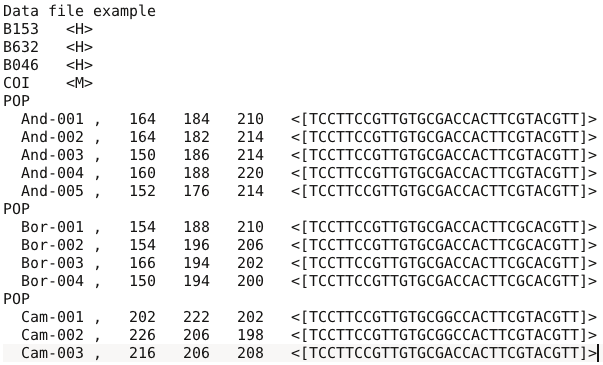 Data file example
B153   <H>
B632   <H>
B046   <H>
COI    <M>
POP
  And-001 ,   164   184   210   <[TCCTTCCGTTGTGCGACCACTTCGTACGTT]>
  And-002 ,   164   182   214   <[TCCTTCCGTTGTGCGACCACTTCGTACGTT]>
  And-003 ,   150   186   214   <[TCCTTCCGTTGTGCGACCACTTCGTACGTT]>
  And-004 ,   160   188   220   <[TCCTTCCGTTGTGCGACCACTTCGTACGTT]>
  And-005 ,   152   176   214   <[TCCTTCCGTTGTGCGACCACTTCGTACGTT]>
POP
  Bor-001 ,   154   188   210   <[TCCTTCCGTTGTGCGACCACTTCGCACGTT]>
  Bor-002 ,   154   196   206   <[TCCTTCCGTTGTGCGACCACTTCGCACGTT]>
  Bor-003 ,   166   194   202   <[TCCTTCCGTTGTGCGACCACTTCGCACGTT]>
  Bor-004 ,   150   194   200   <[TCCTTCCGTTGTGCGACCACTTCGCACGTT]>
POP
  Cam-001 ,   202   222   202   <[TCCTTCCGTTGTGCGGCCACTTCGTACGTT]>
  Cam-002 ,   226   206   198   <[TCCTTCCGTTGTGCGGCCACTTCGTACGTT]>
  Cam-003 ,   216   206   208   <[TCCTTCCGTTGTGCGACCACTTCGTACGTT]>